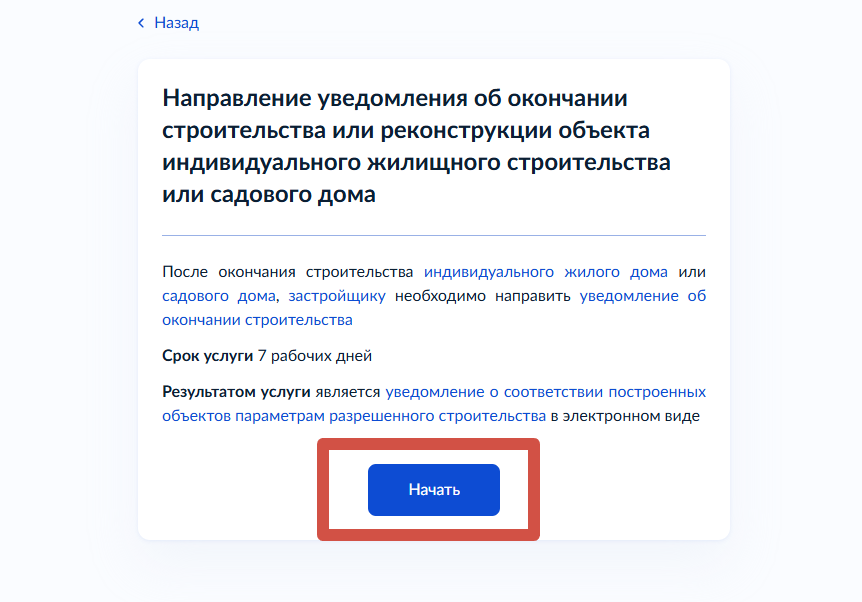 Назад
Направление уведомления об окончании
строительства или реконструкции объекта
индивидуального жилищного строительства
или садового дома
После окончания строительства индивидуального жилого дома или
садового дома, застройщику необходимо направить уведомление об
окончании строительства
Срок услуги 7 рабочих дней
Результатом услуги является уведомление о соответствии построенных
объектов параметрам разрешенного строительства в электронном виде
Начать